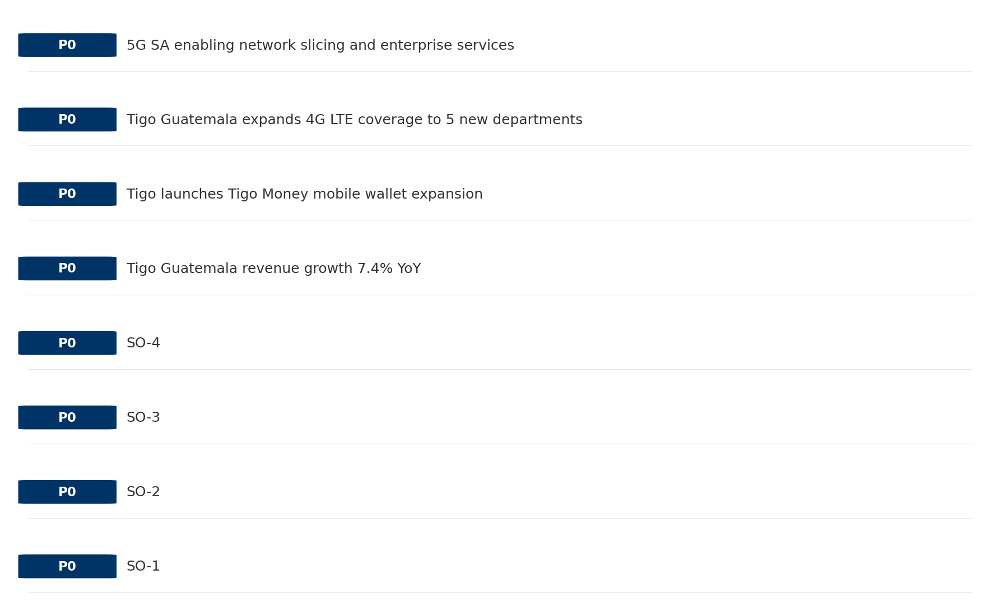 P0 5G SA enabling network slicing and enterprise services
P0 Tigo Guatemala expands 4G LTE coverage to 5 new departments
P0 Tigo launches Tigo Money mobile wallet expansion
P0 Tigo Guatemala revenue growth 7.4% YoY
P0 SO-4
P0 SO-3
P0 SO-2
P0 SO-1